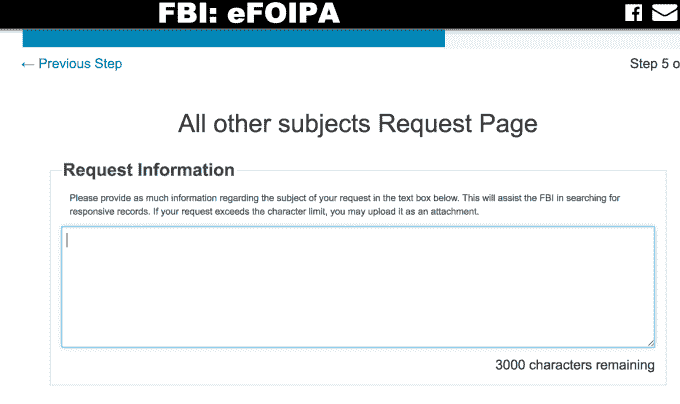 FBI: eFOIPA
← Previous Step
Step 5 o
All other subjects Request Page
Request Information
Please provide as much information regarding the subject of your request in the text box below. This will assist the FBI in searching for
responsive records. If your request exceeds the character limit, you may upload it as an attachment.
3000 characters remaining